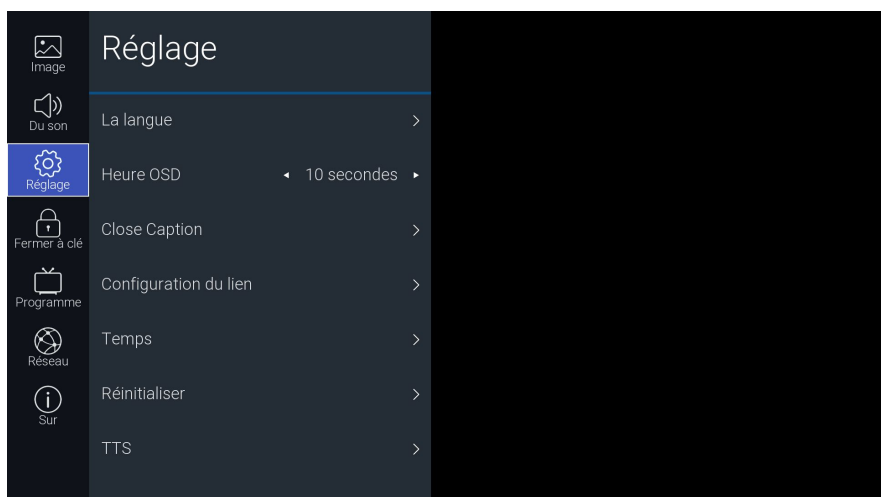 Image
Du son
Réglage
Fermer à clé
Programme
Réseau
Sur
Réglage
La langue
Heure OSD 10 secondes
Close Caption
Configuration du lien
Temps
Réinitialiser
TTS